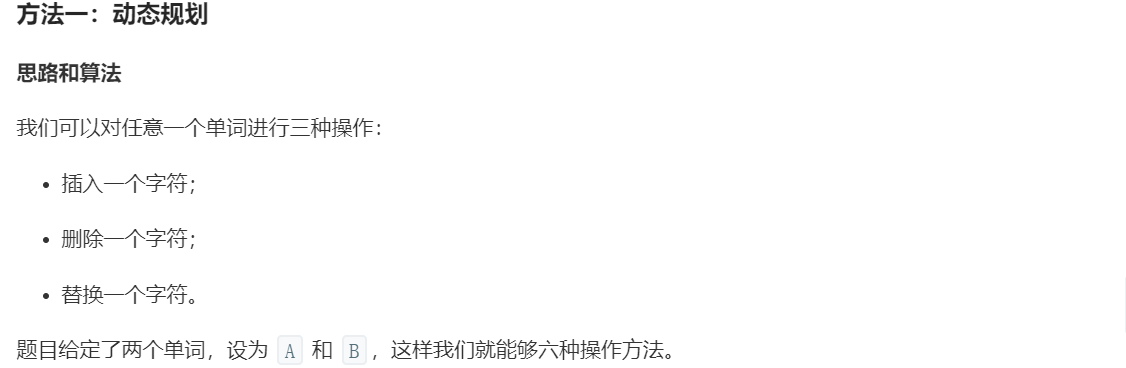 方法一：动态规划
思路和算法
我们可以对任意一个单词进行三种操作：
• 插入一个字符；
• 删除一个字符；
• 替换一个字符。
题目给定了两个单词，设为 A 和 B，这样我们就能够六种操作方法。